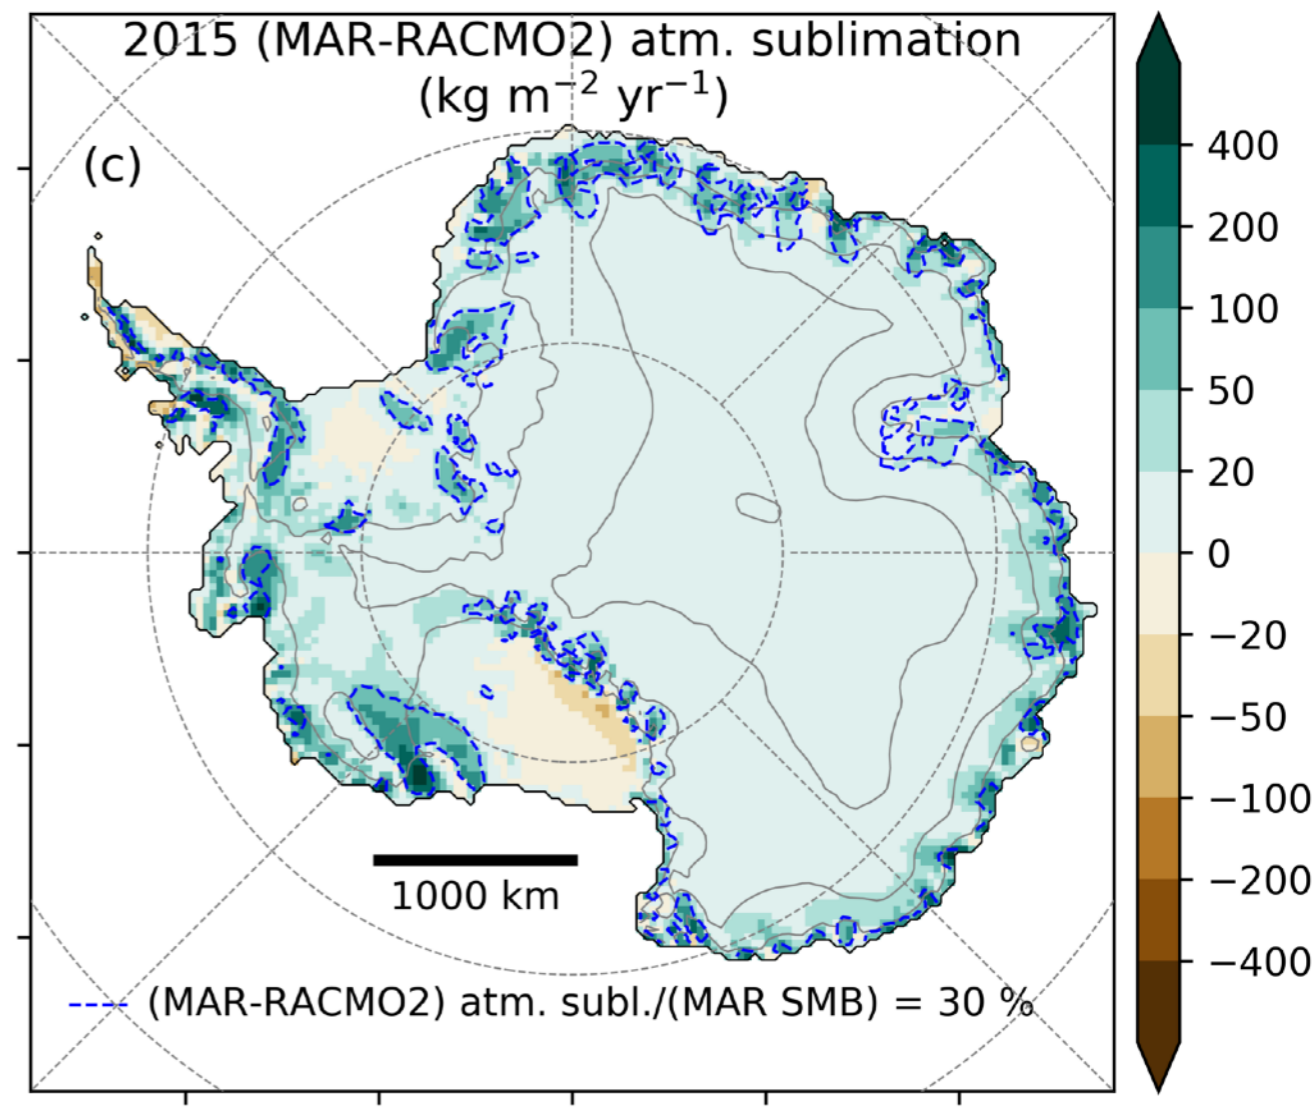 2015 (MAR-RACMO2) atm. sublimation
(kg m⁻² yr⁻¹)
(c)
400
200
100
50
20
0
−20
−50
−100
−200
−400
1000 km
(MAR-RACMO2) atm. subl./(MAR SMB) = 30 %